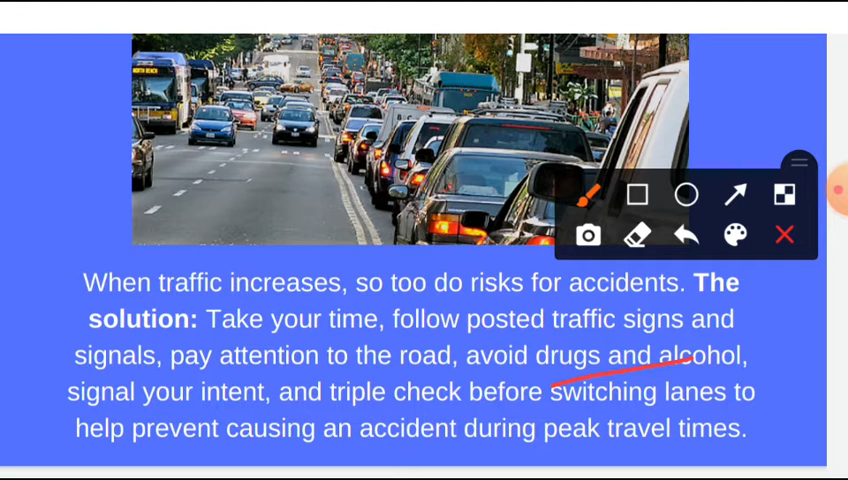 NORTH BEACH
When traffic increases, so too do risks for accidents. The
solution: Take your time, follow posted traffic signs and
signals, pay attention to the road, avoid drugs and alcohol,
signal your intent, and triple check before switching lanes to
help prevent causing an accident during peak travel times.